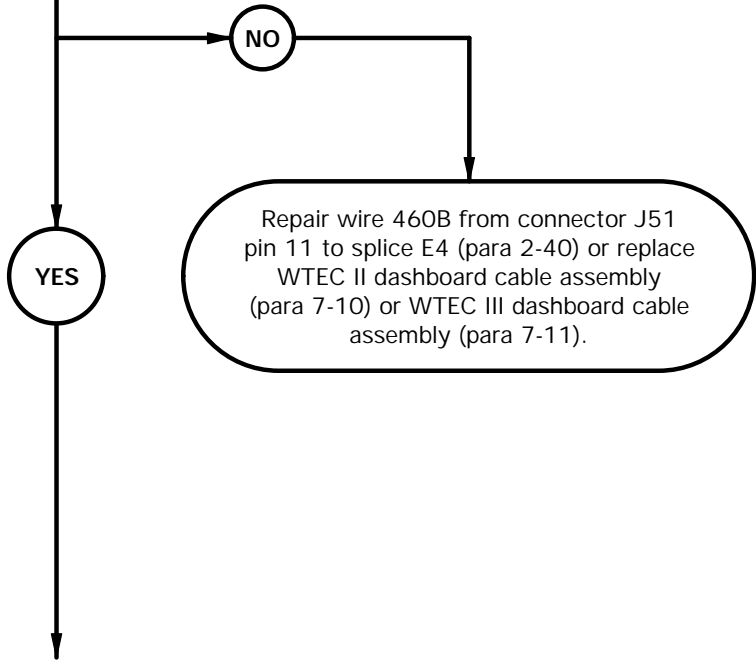 NO
YES
Repair wire 460B from connector J51
pin 11 to splice E4 (para 2-40) or replace
WTEC II dashboard cable assembly
(para 7-10) or WTEC III dashboard cable
assembly (para 7-11).